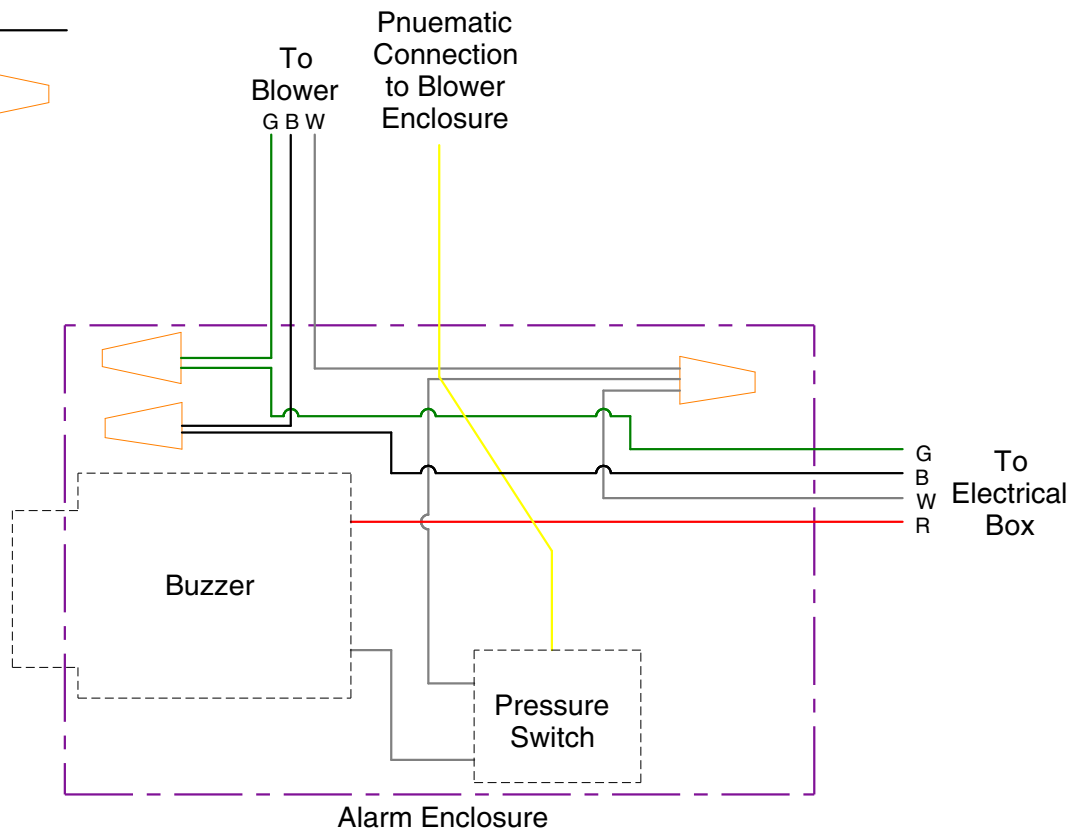 Pnuematic
Connection
to Blower
Enclosure
To
Blower
G B W
G
B
W
R
To
Electrical
Box
Buzzer
Pressure
Switch
Alarm Enclosure